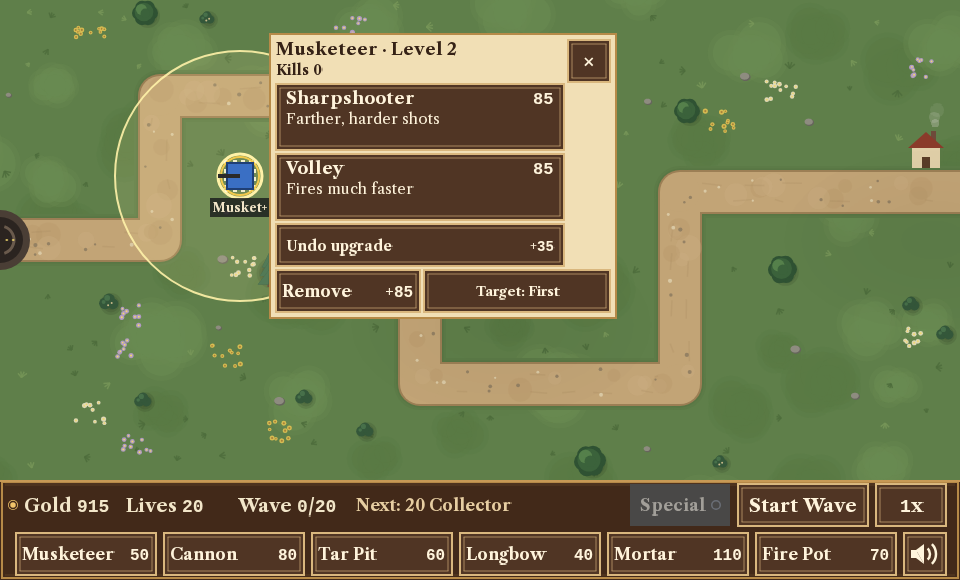 Musketeer · Level 2
Kills 0
×
Sharpshooter 85
Farther, harder shots
Volley 85
Fires much faster
Undo upgrade +35
Remove +85
Target: First
Musket+
Gold 915 Lives 20 Wave 0/20 Next: 20 Collector
Special
Start Wave
1x
Musketeer 50
Cannon 80
Tar Pit 60
Longbow 40
Mortar 110
Fire Pot 70